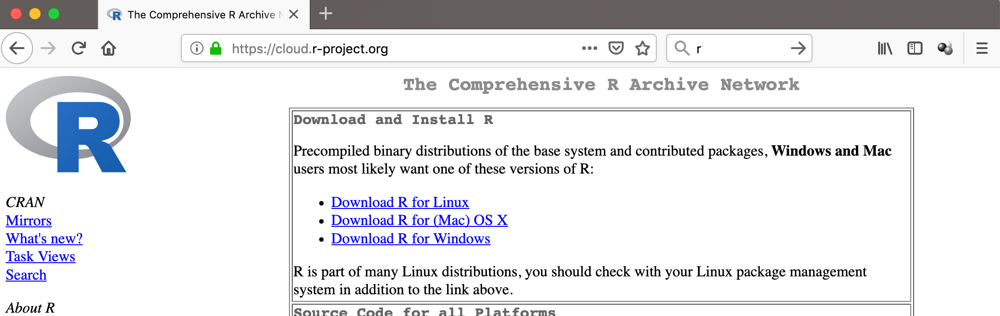 The Comprehensive R Archive
https://cloud.r-project.org
r
R
The Comprehensive R Archive Network
Download and Install R
Precompiled binary distributions of the base system and contributed packages, Windows and Mac
users most likely want one of these versions of R:
• Download R for Linux
• Download R for (Mac) OS X
• Download R for Windows
R is part of many Linux distributions, you should check with your Linux package management
system in addition to the link above.
Source Code for all Platforms
CRAN
Mirrors
What's new?
Task Views
Search
About R